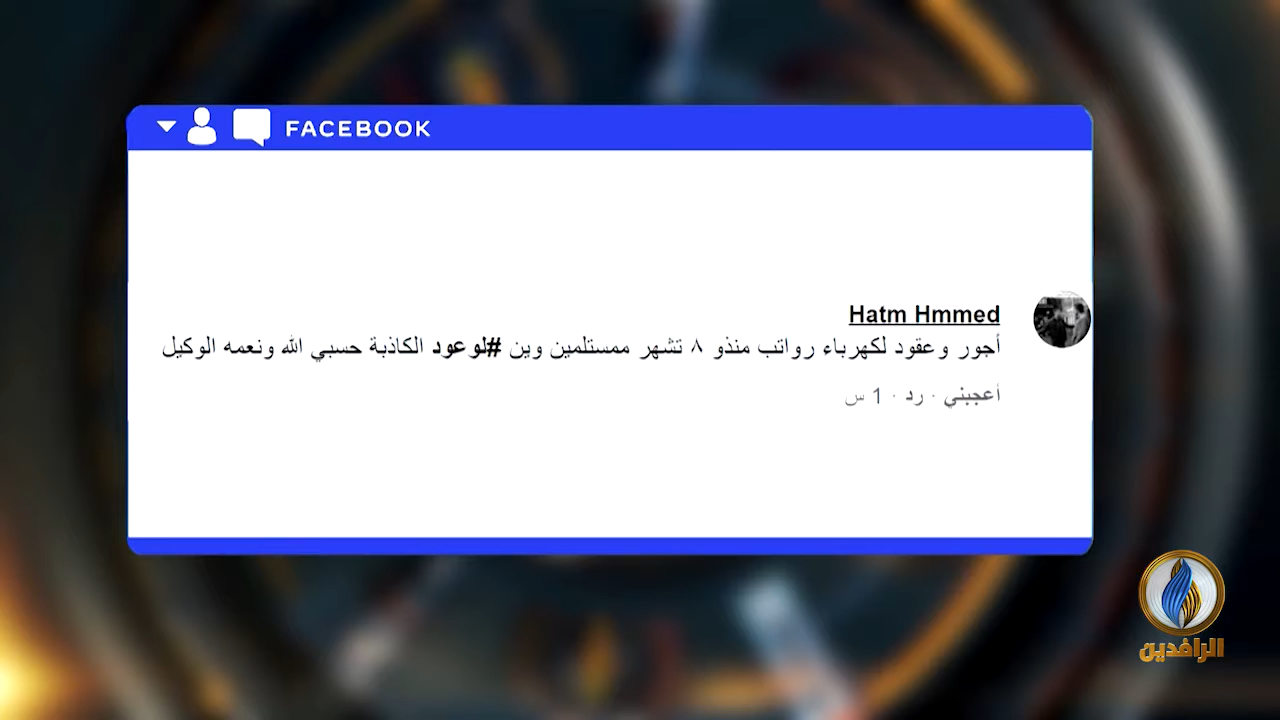 FACEBOOK
Hatm Hmmed
أجور وعقود لكهرباء رواتب منذو ٨ تشهر ممستلمين وين #لوعود الكاذبة حسبي الله ونعمه الوكيل
أعجبني · رد · 1 س
الرافدين